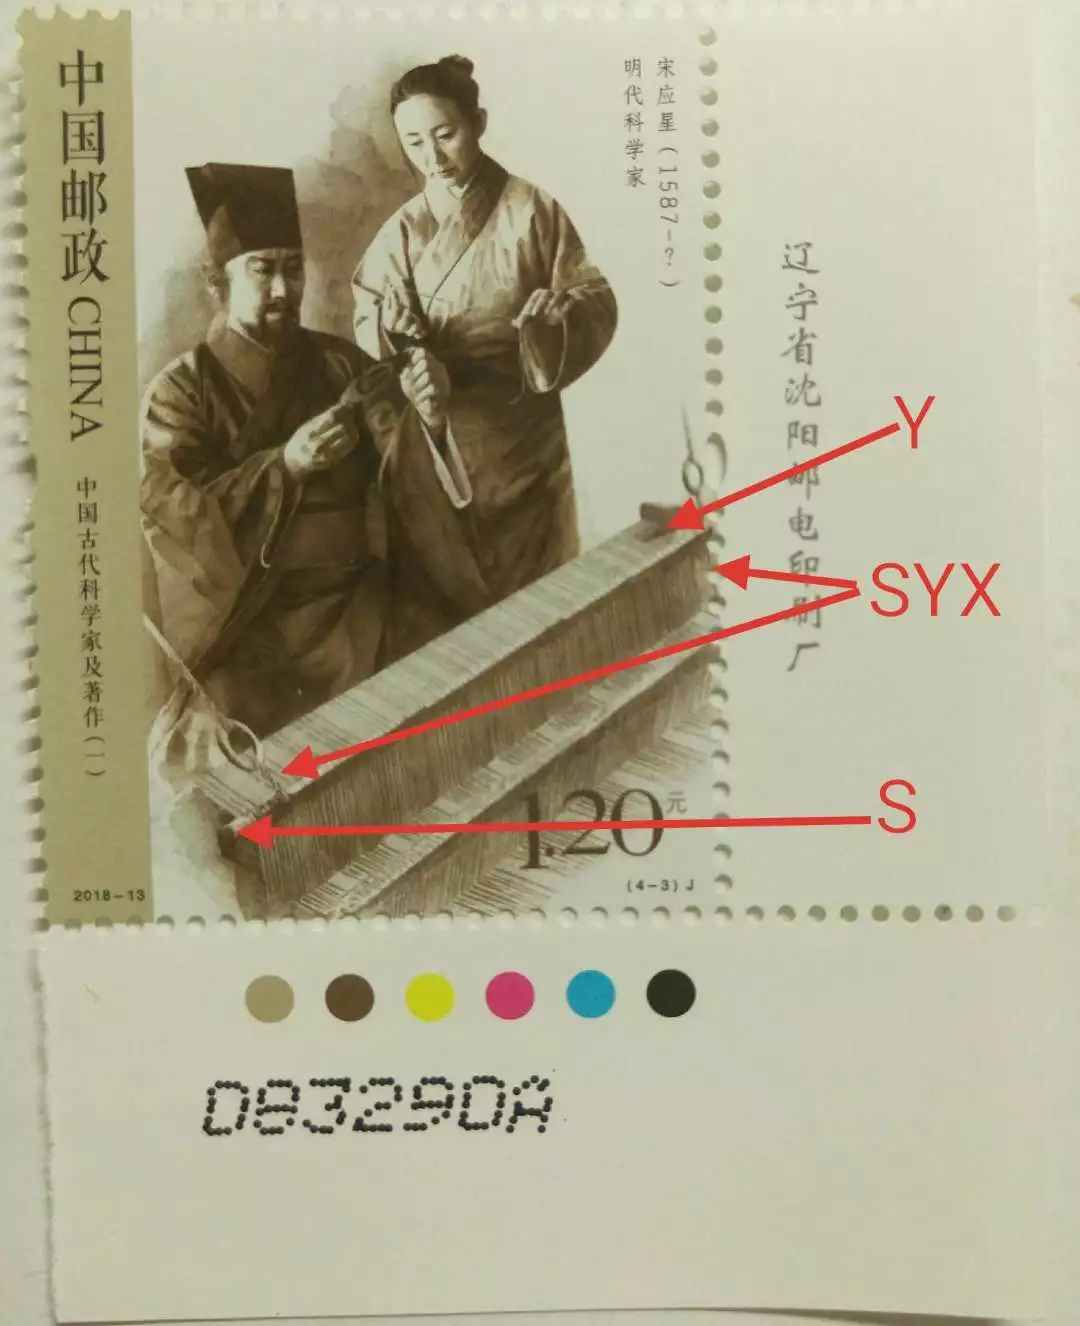 中国邮政 CHINA
中国古代科学家及著作(一)
2018-13
宋应星(1587-?)
明代科学家
辽宁省沈阳邮电印刷厂
Y
SYX
S
1.20元
(4-3)J
083290A